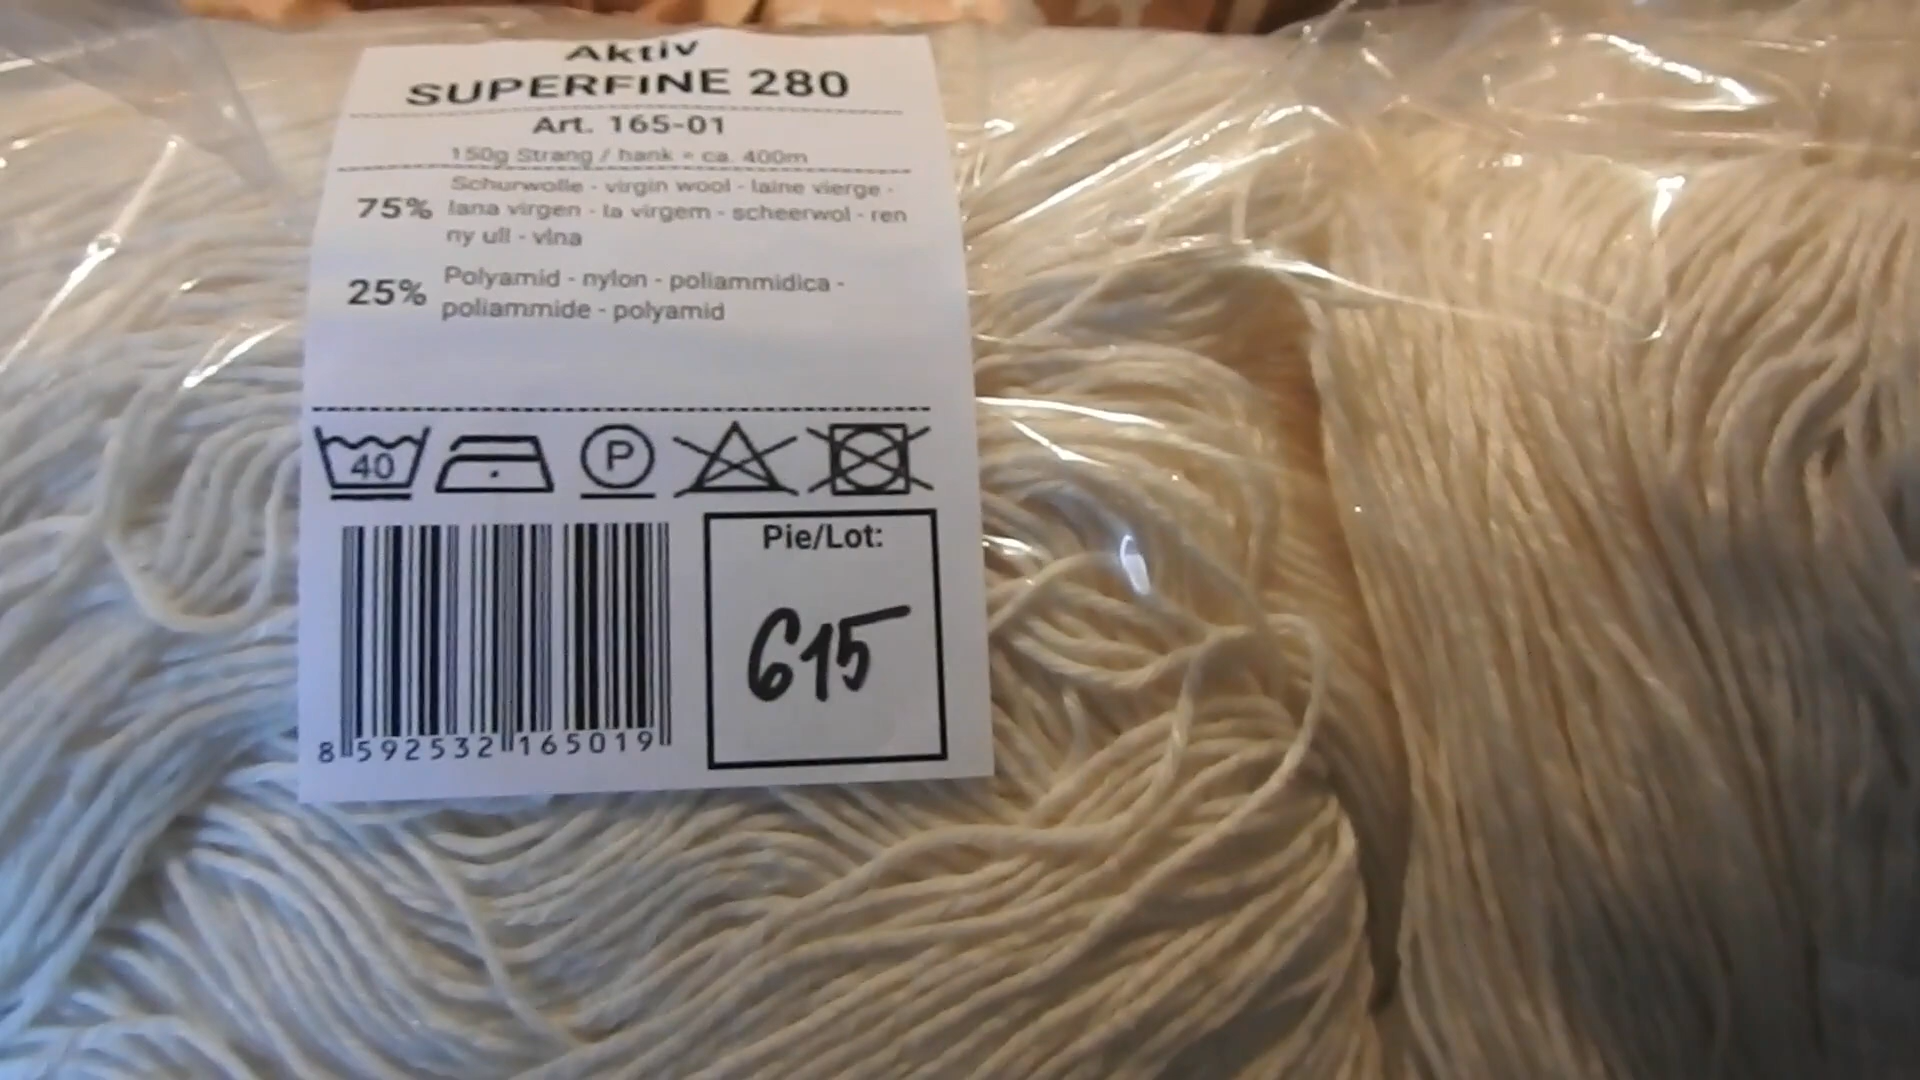 Aktiv
SUPERFINE 280
Art. 165-01
150g Strang / hank = ca. 400m
75% Schurwolle - virgin wool - laine vierge -
lana virgen - la virgem - scheerwol - ren
ny ull - vlna
25% Polyamid - nylon - poliammidica -
poliammide - polyamid
40 P
Pie/Lot:
615
8 592532 165019